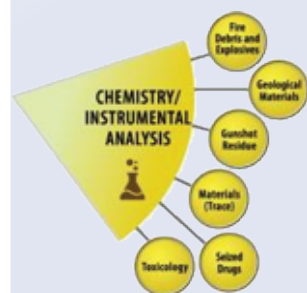 Fire
Debris and
Explosives
Geological
Materials
CHEMISTRY/
INSTRUMENTAL
ANALYSIS
Gunshot
Residue
Materials
(Trace)
Seized
Drugs
Toxicology